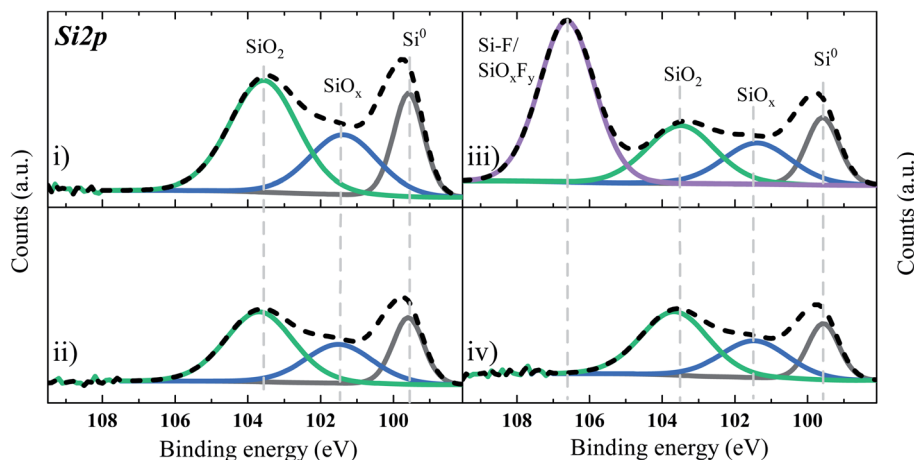 Si2p
SiO₂
SiOₓ
Si⁰
i)
Si-F/
SiOₓFᵧ
SiO₂
SiOₓ
Si⁰
iii)
Counts (a.u.)
Counts (a.u.)
ii)
iv)
108 106 104 102 100
108 106 104 102 100
Binding energy (eV)
Binding energy (eV)